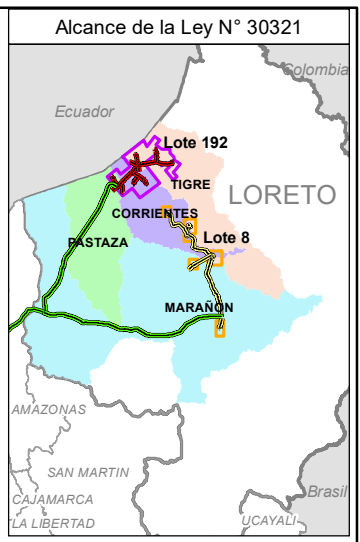 Alcance de la Ley N° 30321
Colombia
Ecuador
Lote 192
TIGRE
LORETO
CORRIENTES
Lote 8
PASTAZA
MARAÑON
AMAZONAS
SAN MARTIN
CAJAMARCA
Brasil
LA LIBERTAD
UCAYALI